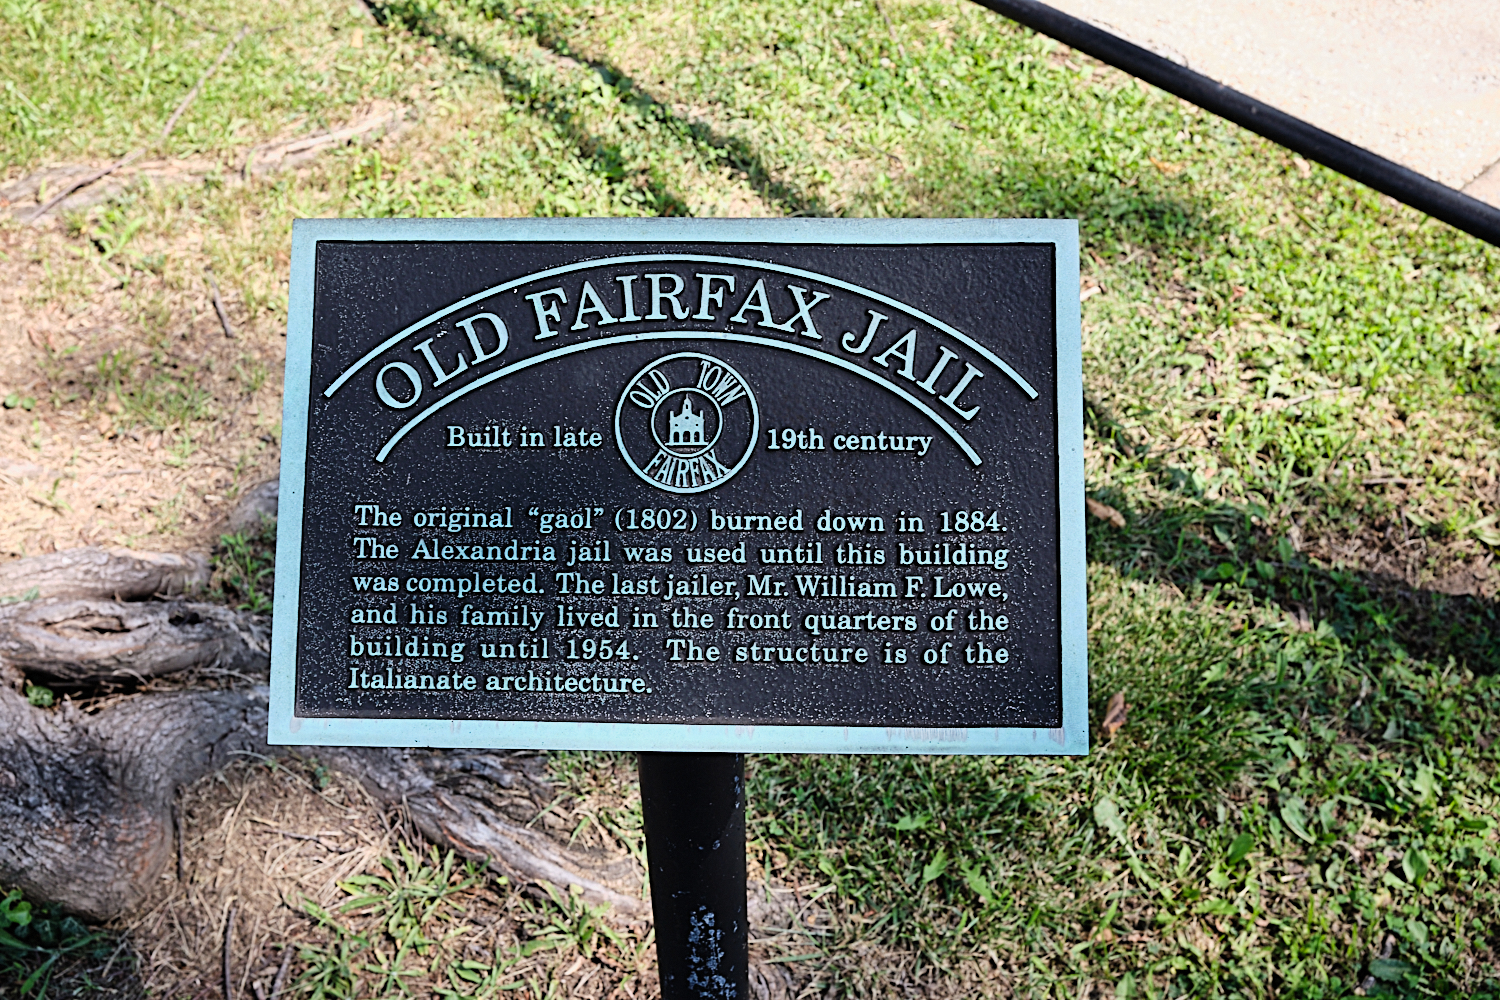 OLD FAIRFAX JAIL
OLD TOWN
FAIRFAX
Built in late 19th century
The original “gaol” (1802) burned down in 1884.
The Alexandria jail was used until this building
was completed. The last jailer, Mr. William F. Lowe,
and his family lived in the front quarters of the
building until 1954. The structure is of the
Italianate architecture.